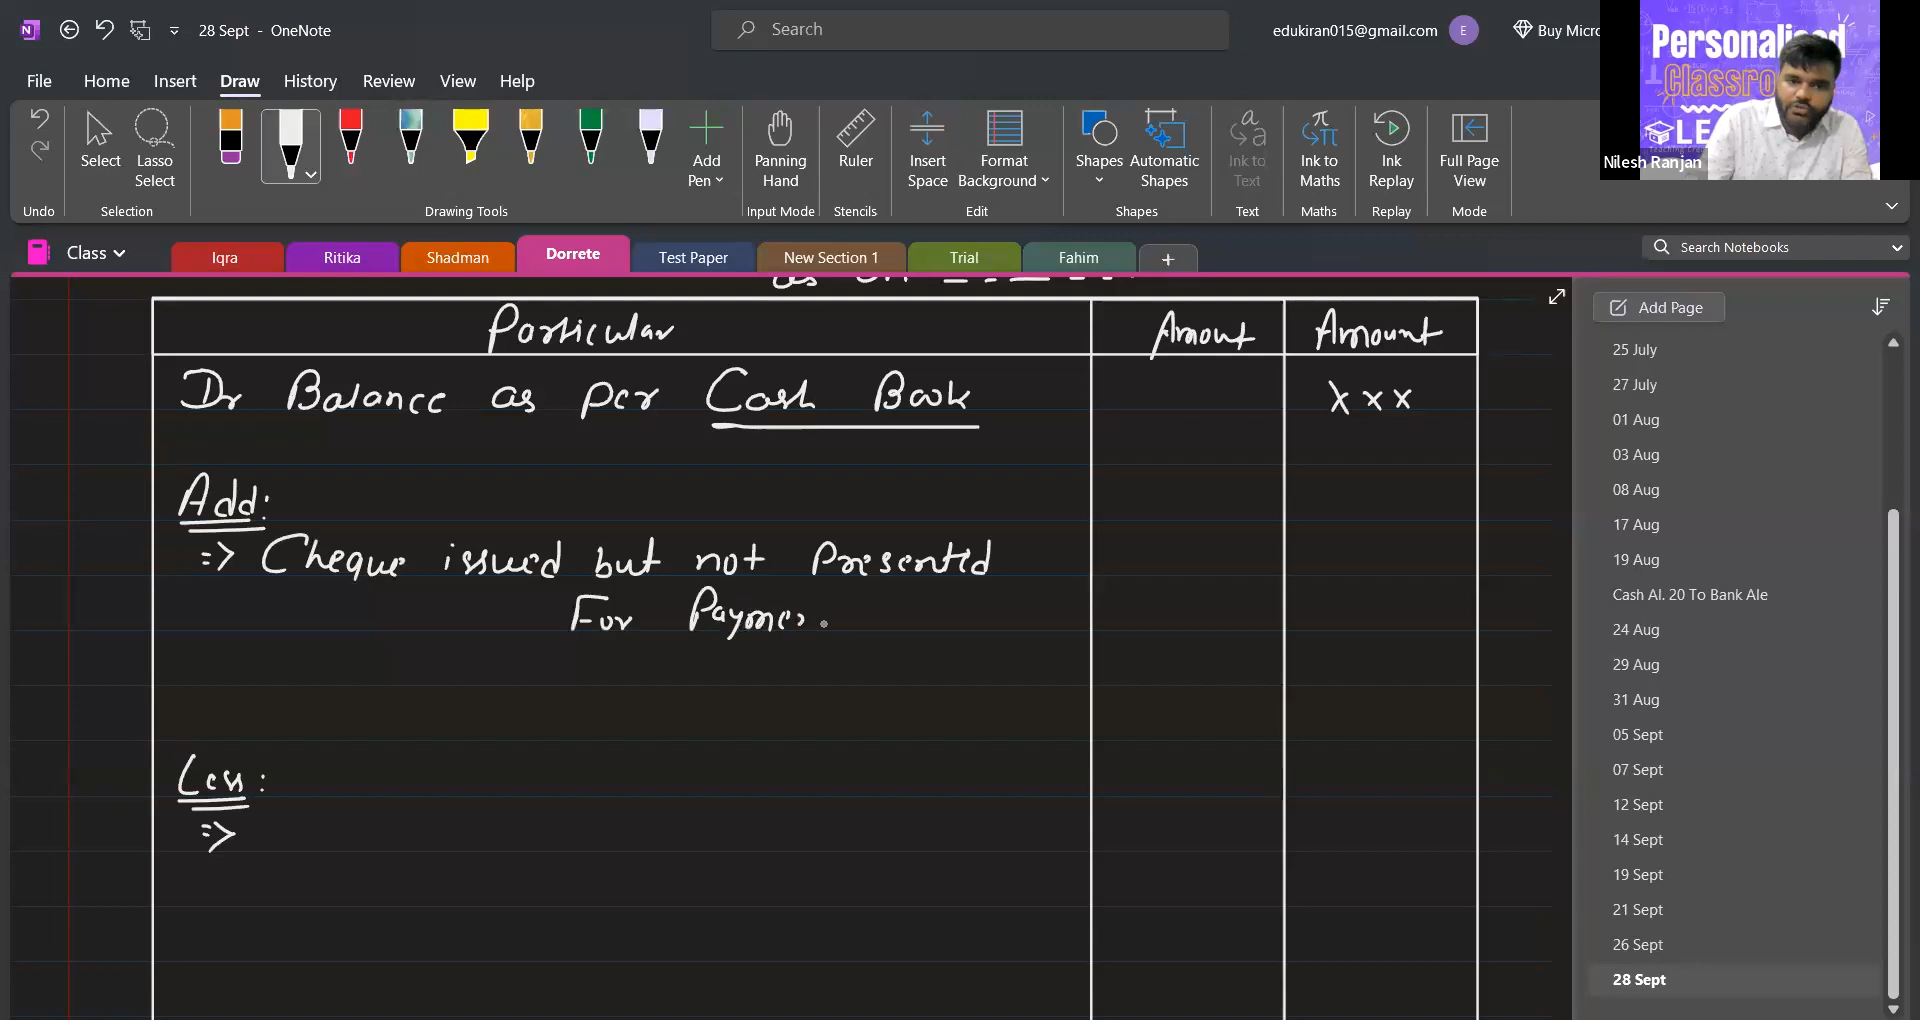 28 Sept - OneNote
Search
edukiran015@gmail.com
E
Buy Micro
File
Home
Insert
Draw
History
Review
View
Help
Select
Lasso Select
Add Pen
Panning Hand
Ruler
Insert Space
Format Background
Shapes
Automatic Shapes
Ink to Text
Ink to Maths
Ink Replay
Full Page View
Undo
Selection
Drawing Tools
Input Mode
Stencils
Edit
Shapes
Text
Maths
Replay
Mode
Personalised
Classro
LEA
Nilesh Ranjan
Class
Iqra
Ritika
Shadman
Dorrete
Test Paper
New Section 1
Trial
Fahim
+
Search Notebooks
as on
Particular
Amount
Amount
Dr Balance as per Cash Book
x x x
Add:
=> Cheque issued but not Presented
For Paymen
Less:
=>
Add Page
25 July
27 July
01 Aug
03 Aug
08 Aug
17 Aug
19 Aug
Cash Al. 20 To Bank Ale
24 Aug
29 Aug
31 Aug
05 Sept
07 Sept
12 Sept
14 Sept
19 Sept
21 Sept
26 Sept
28 Sept